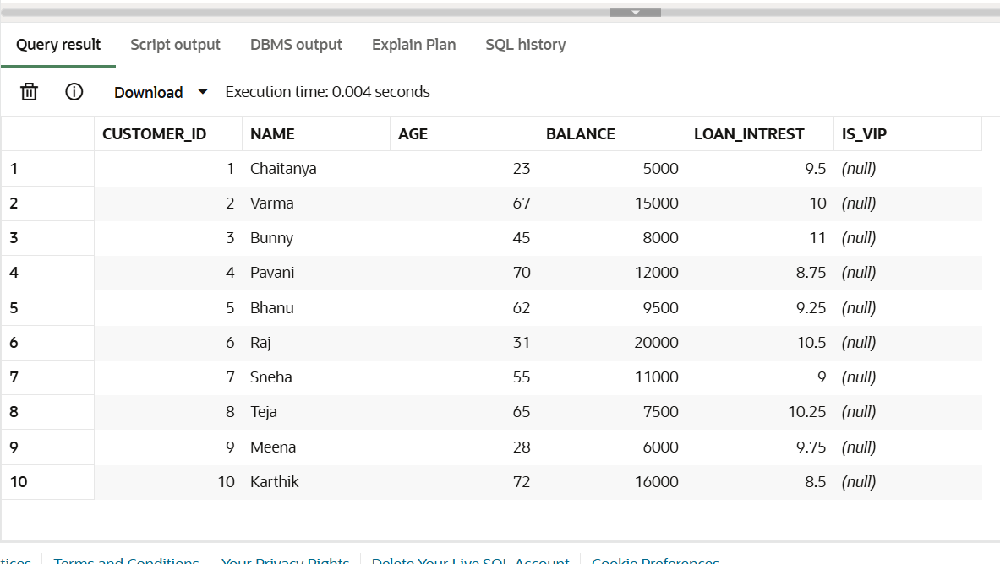 Query result Script output DBMS output Explain Plan SQL history
Download Execution time: 0.004 seconds
CUSTOMER_ID NAME AGE BALANCE LOAN_INTREST IS_VIP
1 1 Chaitanya 23 5000 9.5 (null)
2 2 Varma 67 15000 10 (null)
3 3 Bunny 45 8000 11 (null)
4 4 Pavani 70 12000 8.75 (null)
5 5 Bhanu 62 9500 9.25 (null)
6 6 Raj 31 20000 10.5 (null)
7 7 Sneha 55 11000 9 (null)
8 8 Teja 65 7500 10.25 (null)
9 9 Meena 28 6000 9.75 (null)
10 10 Karthik 72 16000 8.5 (null)
Terms and Conditions Your Privacy Rights Delete Your Live SQL Account Cookie Preferences